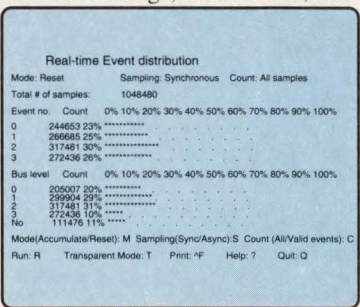 Real-time Event distribution
Mode: Reset Sampling: Synchronous Count: All samples
Total # of samples: 1048480
Event no. Count 0% 10% 20% 30% 40% 50% 60% 70% 80% 90% 100%
0 244653 23% ************
1 266685 25% *************
2 317481 30% ***************
3 272436 26% *************
Bus level Count 0% 10% 20% 30% 40% 50% 60% 70% 80% 90% 100%
0 205007 20% **********
1 299904 29% **************
2 317481 31% ***************
3 272436 10% *****
No 111476 11% *****
Mode(Accumulate/Reset): M Sampling(Sync/Async):S Count (All/Valid events): C
Run: R Transparent Mode: T Print: ^F Help: ? Quit: Q